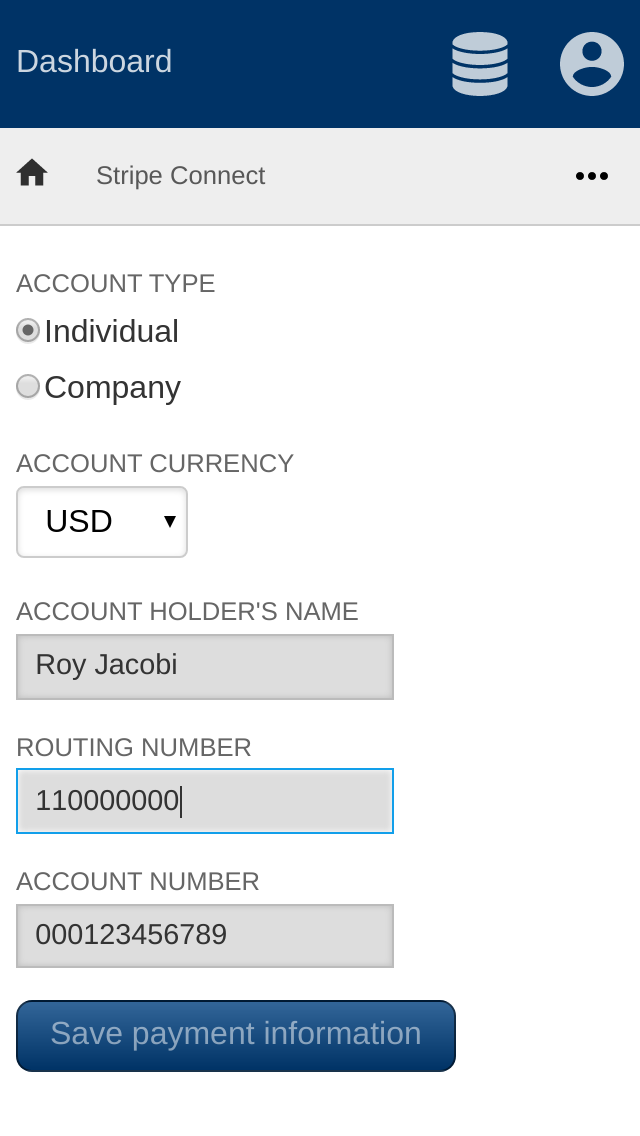 Dashboard
Stripe Connect
ACCOUNT TYPE
Individual
Company
ACCOUNT CURRENCY
USD
ACCOUNT HOLDER'S NAME
Roy Jacobi
ROUTING NUMBER
110000000
ACCOUNT NUMBER
000123456789
Save payment information